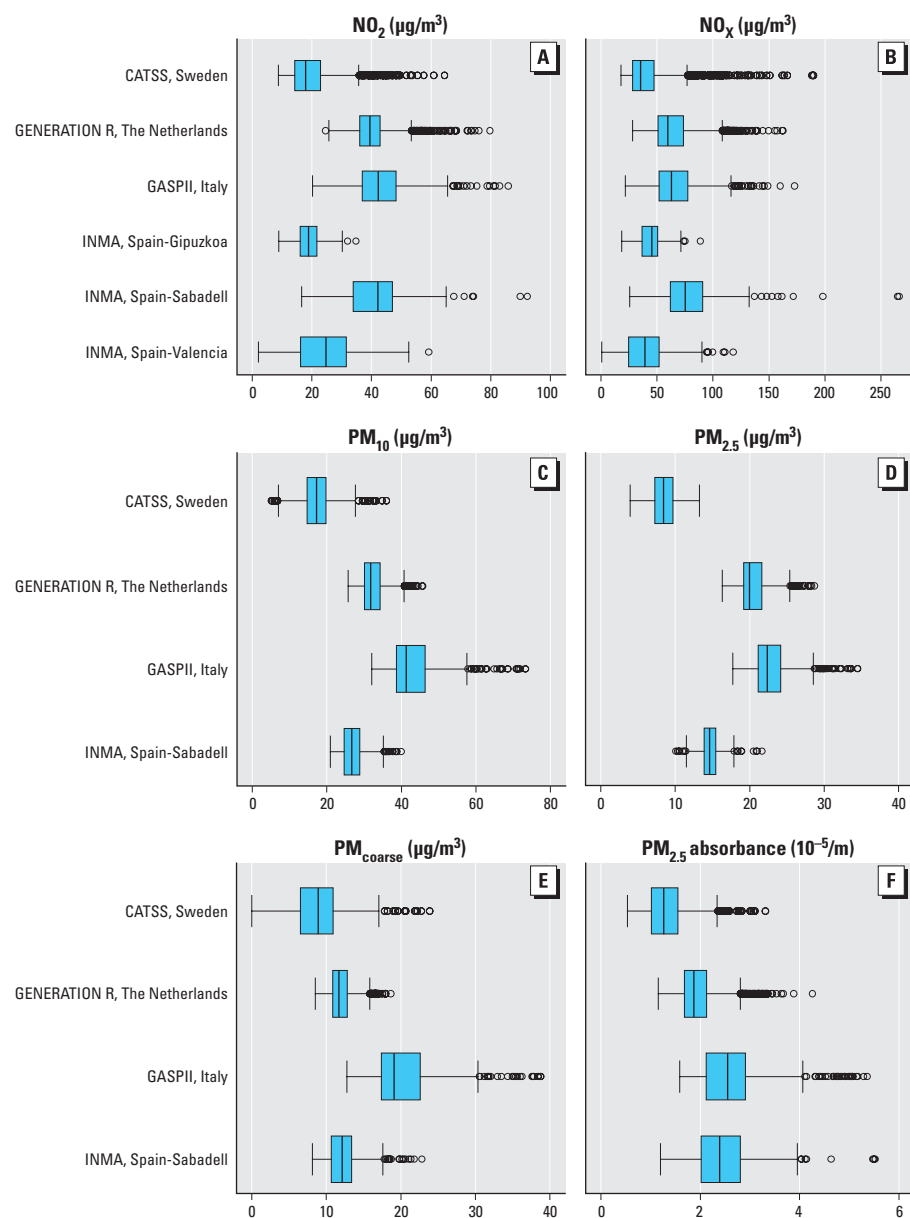 NO₂ (µg/m³)
A
CATSS, Sweden
GENERATION R, The Netherlands
GASPII, Italy
INMA, Spain-Gipuzkoa
INMA, Spain-Sabadell
INMA, Spain-Valencia
0 20 40 60 80 100
NOₓ (µg/m³)
B
0 50 100 150 200 250
PM₁₀ (µg/m³)
C
CATSS, Sweden
GENERATION R, The Netherlands
GASPII, Italy
INMA, Spain-Sabadell
0 20 40 60 80
PM₂.₅ (µg/m³)
D
0 10 20 30 40
PMcoarse (µg/m³)
E
CATSS, Sweden
GENERATION R, The Netherlands
GASPII, Italy
INMA, Spain-Sabadell
0 10 20 30 40
PM₂.₅ absorbance (10⁻⁵/m)
F
0 2 4 6